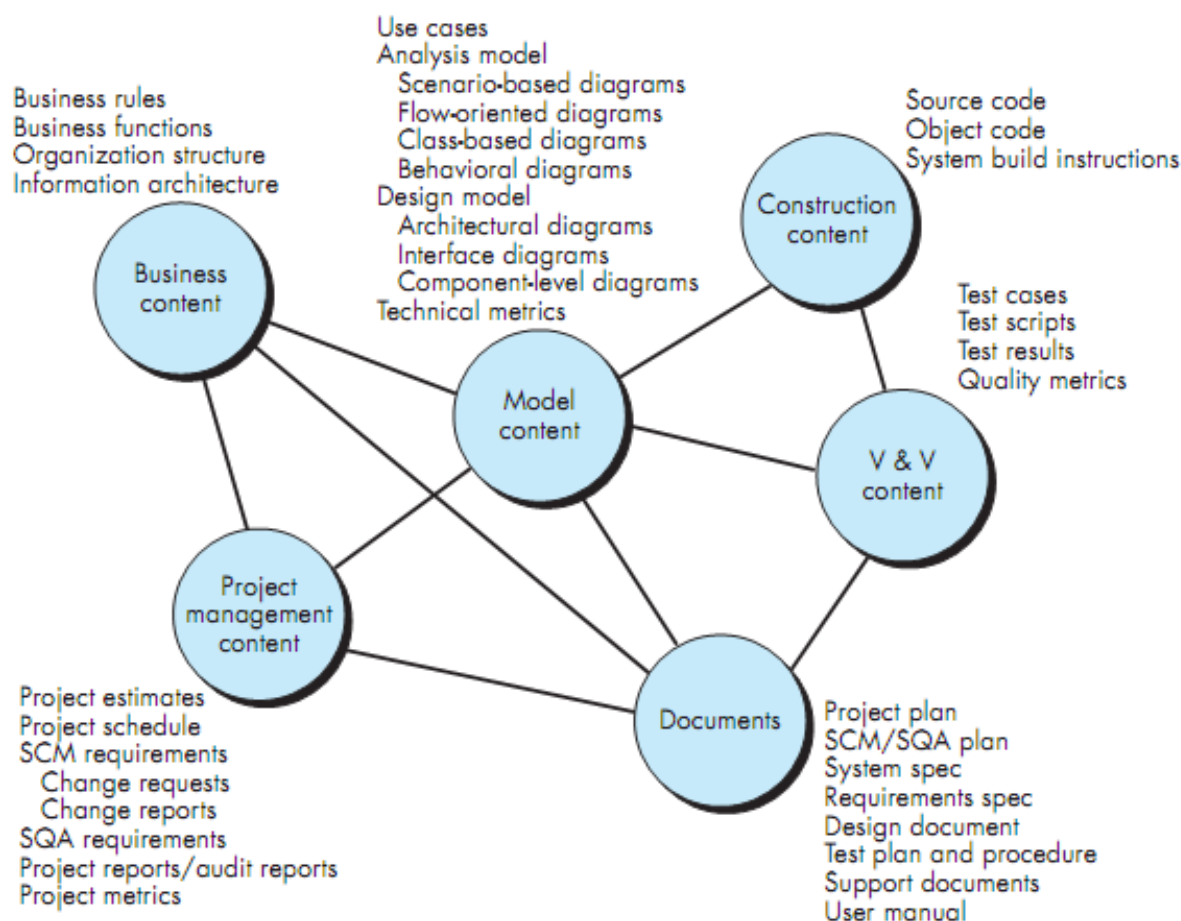 Use cases
Analysis model
Scenario-based diagrams
Flow-oriented diagrams
Class-based diagrams
Behavioral diagrams
Design model
Architectural diagrams
Interface diagrams
Component-level diagrams
Technical metrics
Business rules
Business functions
Organization structure
Information architecture
Source code
Object code
System build instructions
Construction
content
Business
content
Test cases
Test scripts
Test results
Quality metrics
Model
content
V & V
content
Project
management
content
Project estimates
Project schedule
SCM requirements
Change requests
Change reports
SQA requirements
Project reports/audit reports
Project metrics
Documents
Project plan
SCM/SQA plan
System spec
Requirements spec
Design document
Test plan and procedure
Support documents
User manual